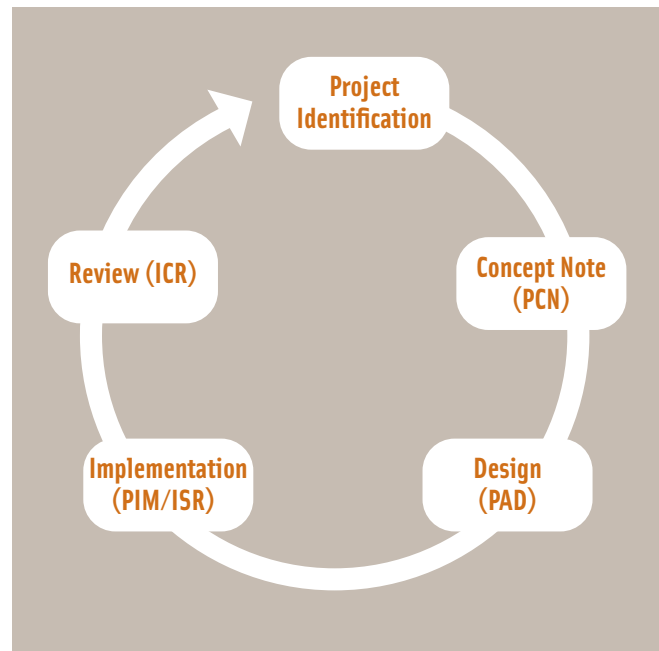 Project
Identification
Concept Note
(PCN)
Design
(PAD)
Implementation
(PIM/ISR)
Review (ICR)